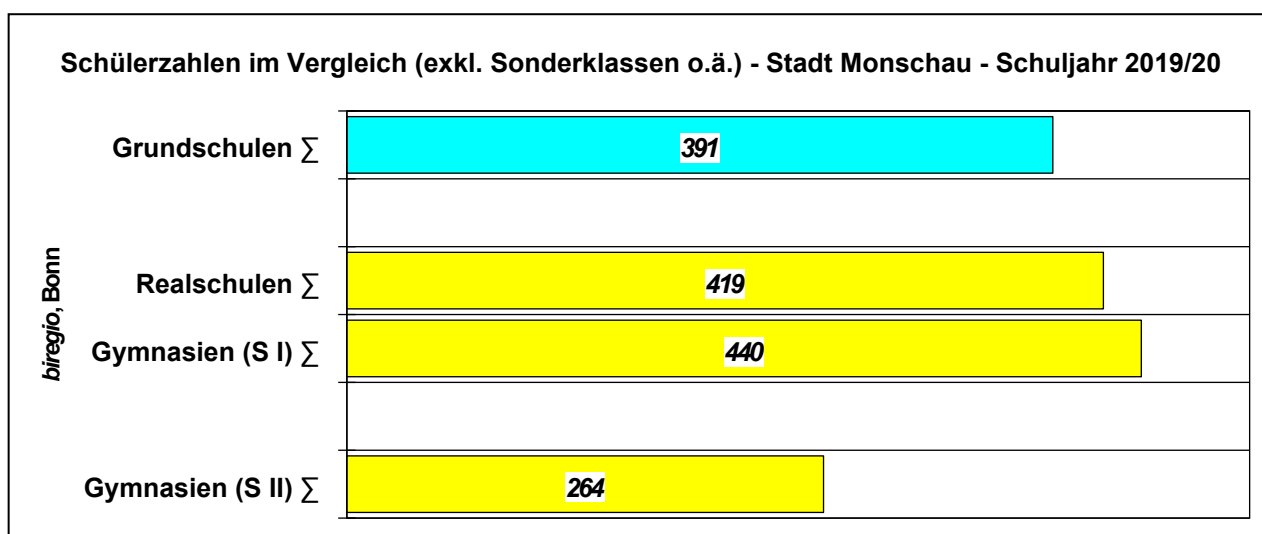 Schülerzahlen im Vergleich (exkl. Sonderklassen o.ä.) - Stadt Monschau - Schuljahr 2019/20
Grundschulen ∑
391
Realschulen ∑
419
Gymnasien (S I) ∑
440
Gymnasien (S II) ∑
264
biregio, Bonn